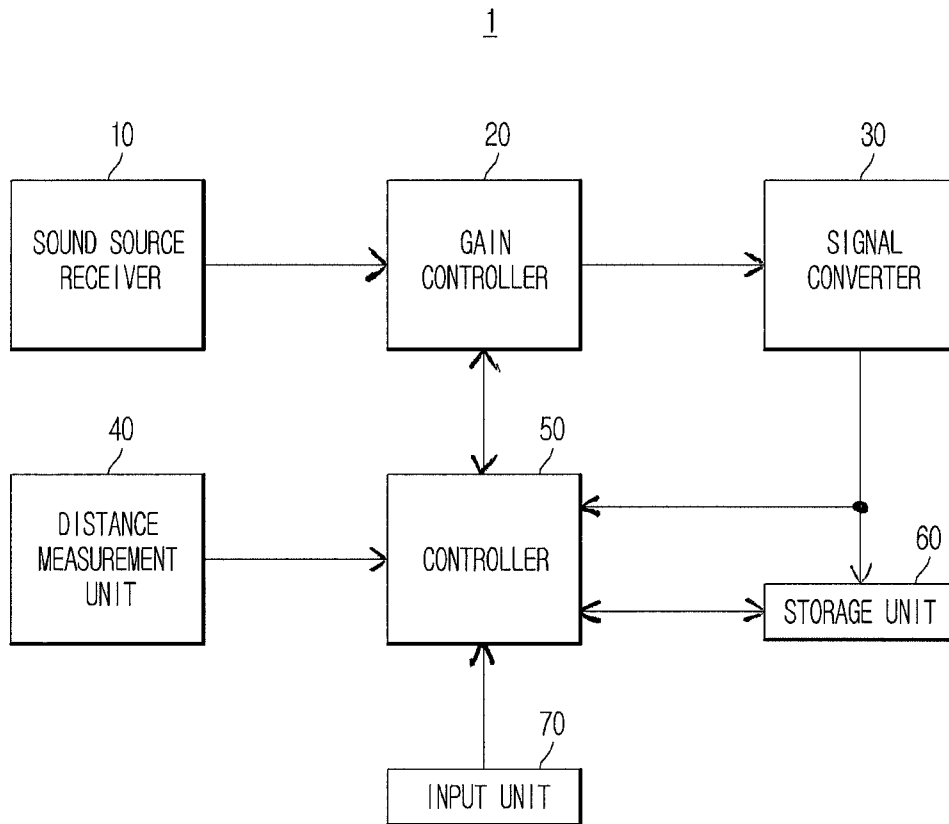 1
10
20
30
SOUND SOURCE
RECEIVER
GAIN
CONTROLLER
SIGNAL
CONVERTER
40
50
DISTANCE
MEASUREMENT
UNIT
CONTROLLER
60
STORAGE UNIT
70
INPUT UNIT